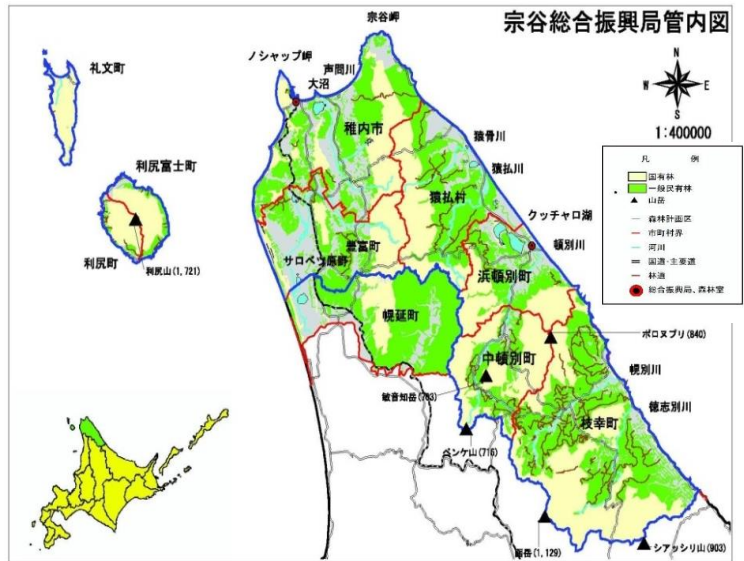 宗谷総合振興局管内図
宗谷岬
ノシャップ岬
声問川
大沼
礼文町
N
W
E
S
1:400000
稚内市
猿骨川
猿払川
猿払村
利尻富士町
クッチャロ湖
頓別川
利尻町
利尻山(1,721)
サロベツ原野
豊富町
浜頓別町
幌延町
中頓別町
ポロヌプリ(840)
敏音知岳(703)
幌別川
徳志別川
枝幸町
ペンケ山(716)
函岳(1,129)
シアッシリ山(903)
凡 例
国有林
一般民有林
山岳
森林計画区
市町村界
河川
国道・主要道
林道
総合振興局、森林室